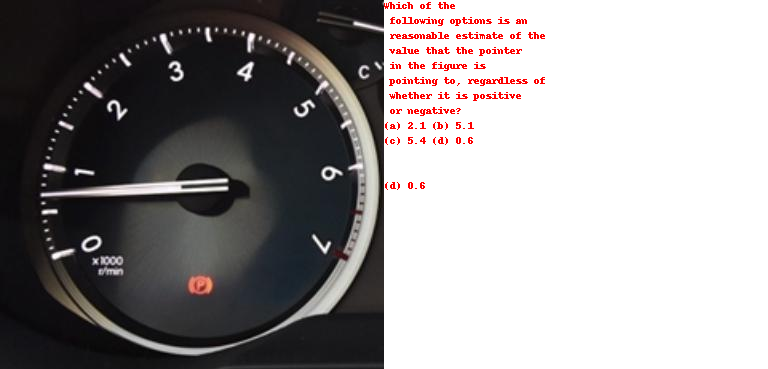 0
1
2
3
4
5
6
7
x1000
r/min
P
C
Which of the
following options is an
reasonable estimate of the
value that the pointer
in the figure is
pointing to, regardless of
whether it is positive
or negative?
(a) 2.1 (b) 5.1
(c) 5.4 (d) 0.6
(d) 0.6